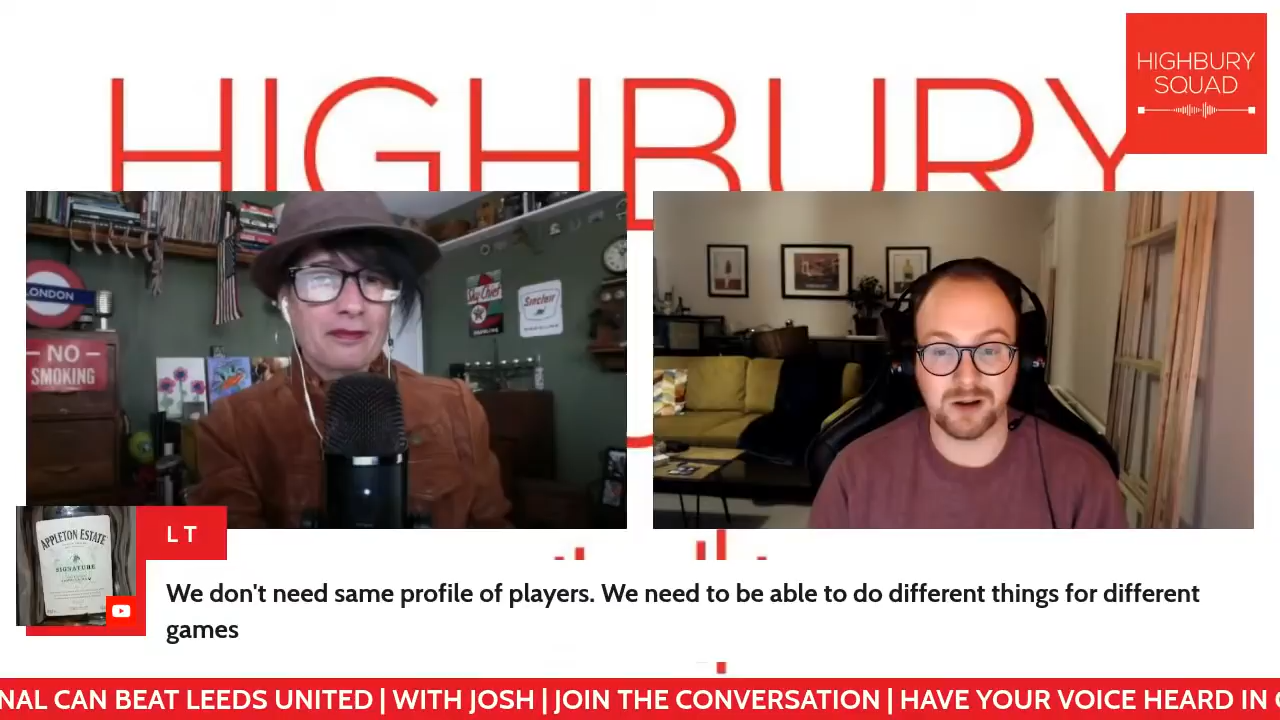 HIGHBURY
HIGHBURY
SQUAD
LONDON
NO
SMOKING
Sky Chief
Sinclair
APPLETON ESTATE
SIGNATURE
L T
We don't need same profile of players. We need to be able to do different things for different
games
NAL CAN BEAT LEEDS UNITED | WITH JOSH | JOIN THE CONVERSATION | HAVE YOUR VOICE HEARD IN